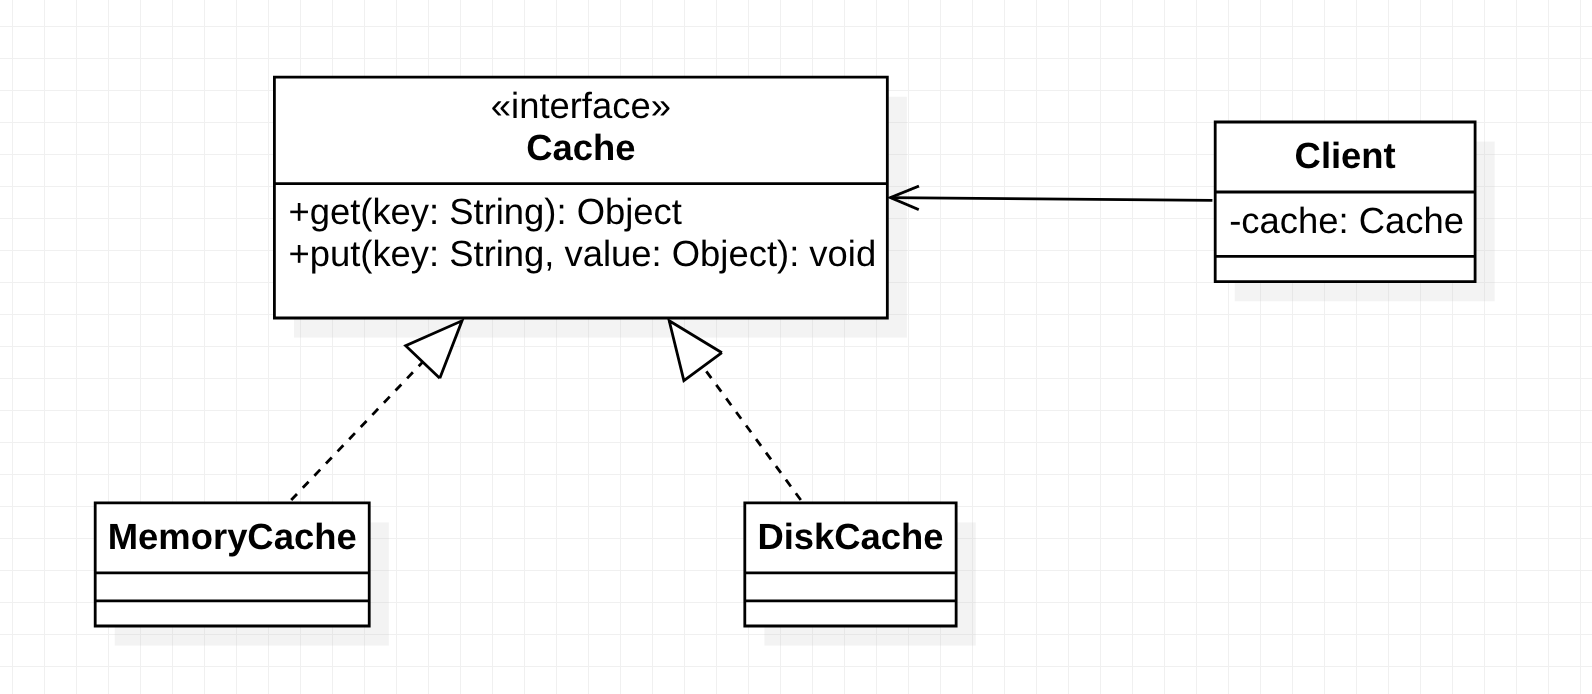 «interface»
Cache
+get(key: String): Object
+put(key: String, value: Object): void
Client
-cache: Cache
MemoryCache
DiskCache